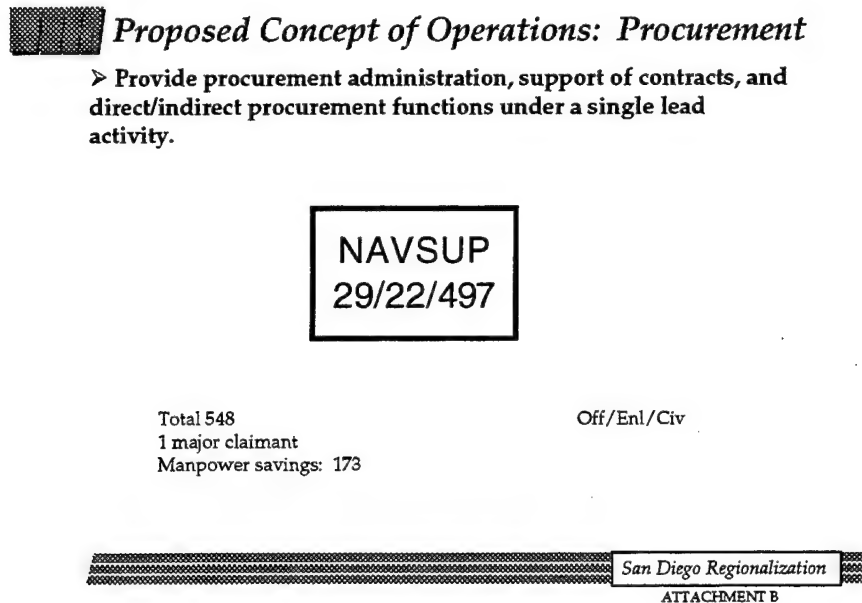 Proposed Concept of Operations: Procurement
➢ Provide procurement administration, support of contracts, and
direct/indirect procurement functions under a single lead
activity.
NAVSUP
29/22/497
Total 548
Off/Enl/Civ
1 major claimant
Manpower savings: 173
San Diego Regionalization
ATTACHMENT B